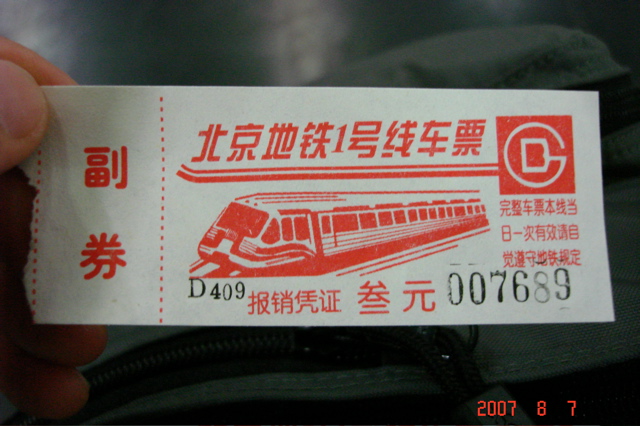 北京地铁1号线车票
副
券
完整车票本线当
日一次有效请自
觉遵守地铁规定
D409
报销凭证 叁元 007689
2007 8 7